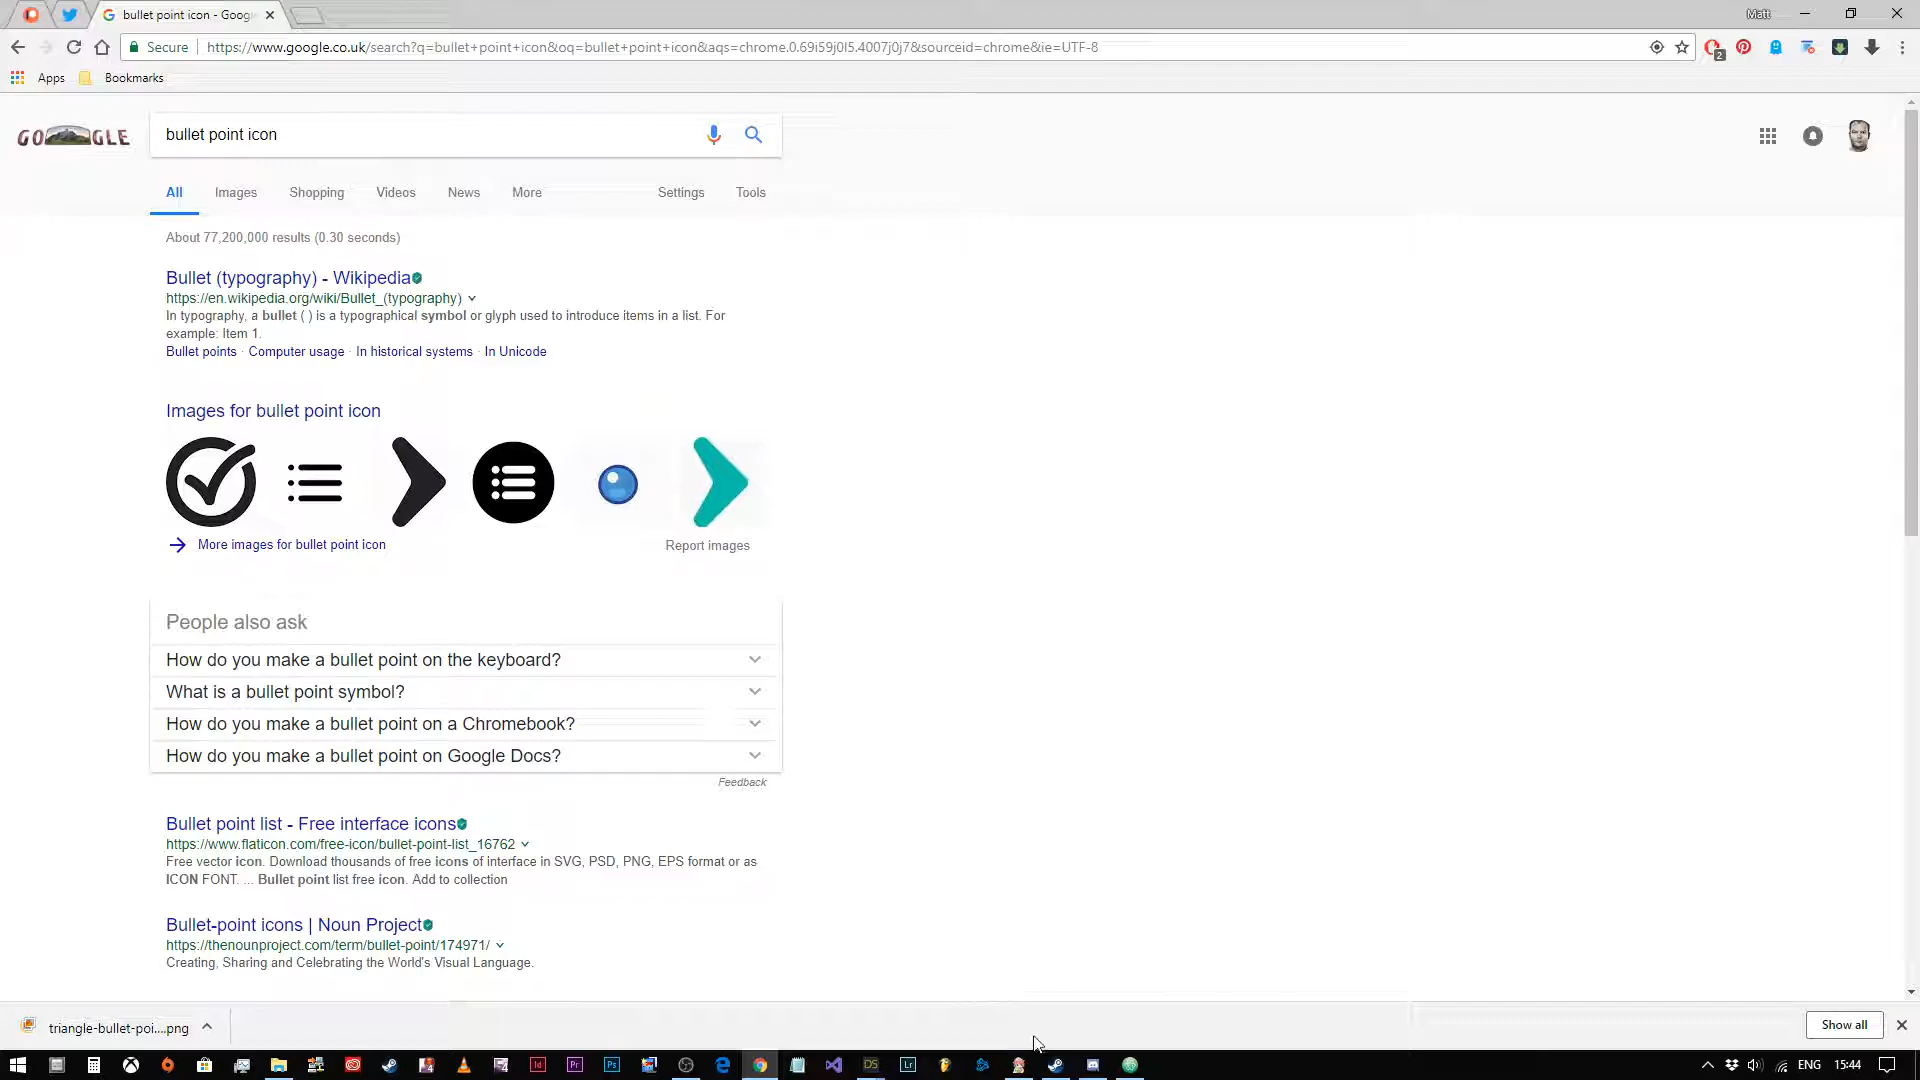 bullet point icon - Goog
Matt
Secure
https://www.google.co.uk/search?q=bullet+point+icon&oq=bullet+point+icon&aqs=chrome.0.69i59j0l5.4007j0j7&sourceid=chrome&ie=UTF-8
2
Apps
Bookmarks
GO GLE
bullet point icon
All
Images
Shopping
Videos
News
More
Settings
Tools
About 77,200,000 results (0.30 seconds)
Bullet (typography) - Wikipedia
https://en.wikipedia.org/wiki/Bullet_(typography)
In typography, a bullet ( ) is a typographical symbol or glyph used to introduce items in a list. For
example: Item 1.
Bullet points · Computer usage · In historical systems · In Unicode
Images for bullet point icon
More images for bullet point icon
Report images
People also ask
How do you make a bullet point on the keyboard?
What is a bullet point symbol?
How do you make a bullet point on a Chromebook?
How do you make a bullet point on Google Docs?
Feedback
Bullet point list - Free interface icons
https://www.flaticon.com/free-icon/bullet-point-list_16762
Free vector icon. Download thousands of free icons of interface in SVG, PSD, PNG, EPS format or as
ICON FONT. ... Bullet point list free icon. Add to collection
Bullet-point icons | Noun Project
https://thenounproject.com/term/bullet-point/174971/
Creating, Sharing and Celebrating the World's Visual Language.
triangle-bullet-poi....png
Show all
Id
Pr
Ps
DS
Lr
ENG
15:44